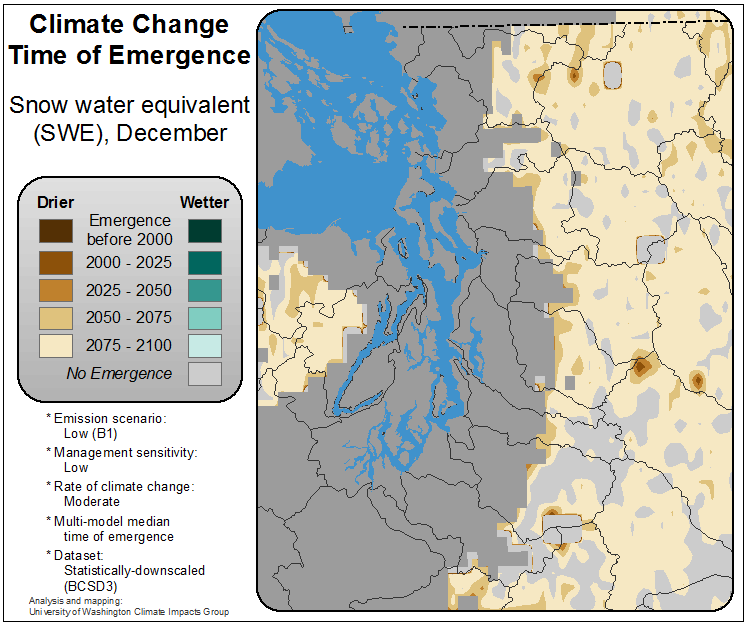 Climate Change
Time of Emergence
Snow water equivalent
(SWE), December
Drier
Wetter
Emergence
before 2000
2000 - 2025
2025 - 2050
2050 - 2075
2075 - 2100
No Emergence
* Emission scenario:
Low (B1)
* Management sensitivity:
Low
* Rate of climate change:
Moderate
* Multi-model median
time of emergence
* Dataset:
Statistically-downscaled
(BCSD3)
Analysis and mapping:
University of Washington Climate Impacts Group